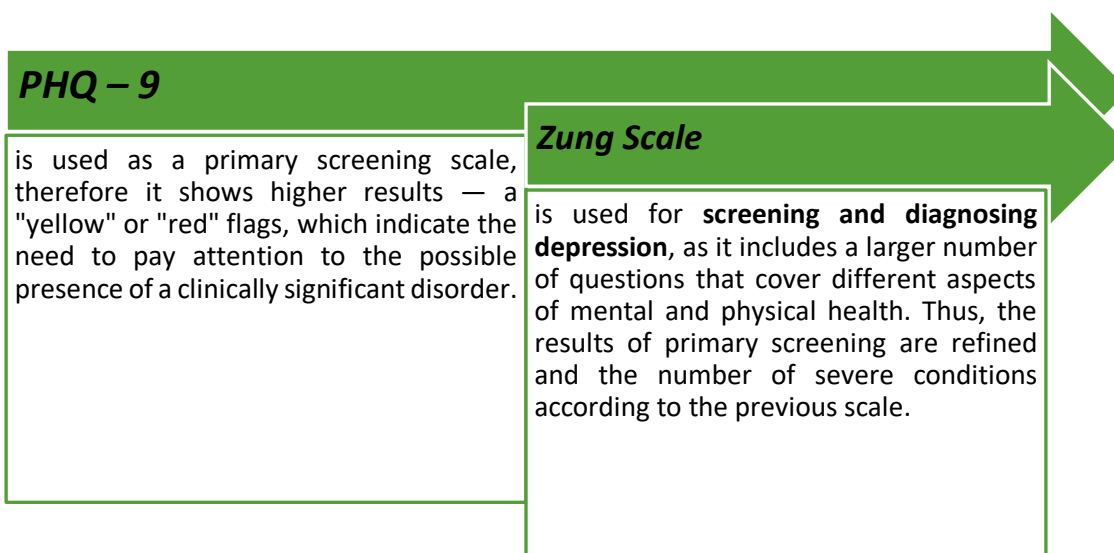 PHQ – 9
is used as a primary screening scale,
therefore it shows higher results — a
"yellow" or "red" flags, which indicate the
need to pay attention to the possible
presence of a clinically significant disorder.
Zung Scale
is used for screening and diagnosing
depression, as it includes a larger number
of questions that cover different aspects
of mental and physical health. Thus, the
results of primary screening are refined
and the number of severe conditions
according to the previous scale.